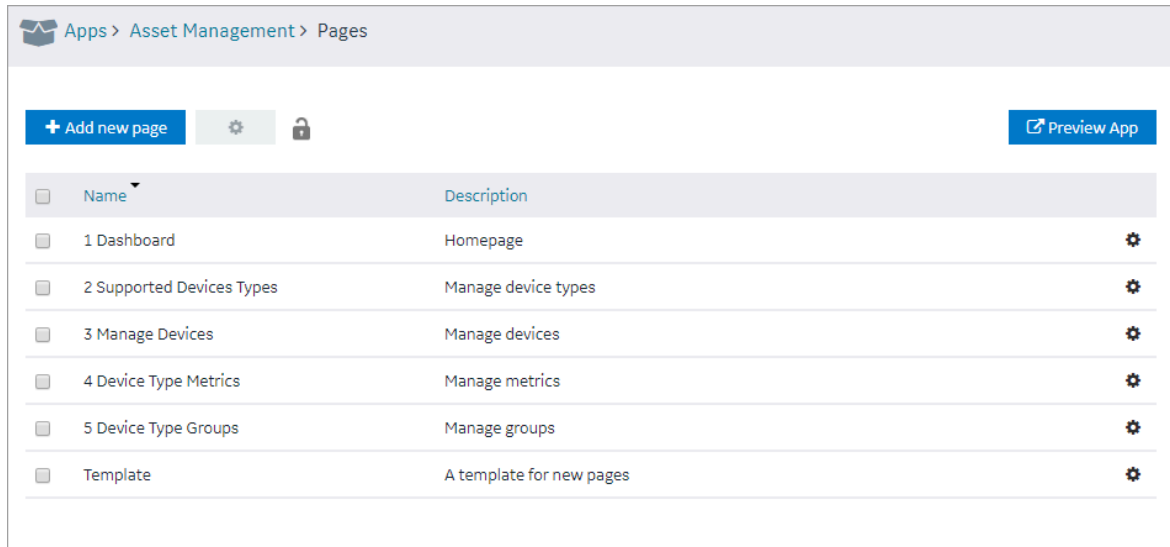 Apps > Asset Management > Pages
Add new page
Preview App
Name Description
1 Dashboard Homepage
2 Supported Devices Types Manage device types
3 Manage Devices Manage devices
4 Device Type Metrics Manage metrics
5 Device Type Groups Manage groups
Template A template for new pages